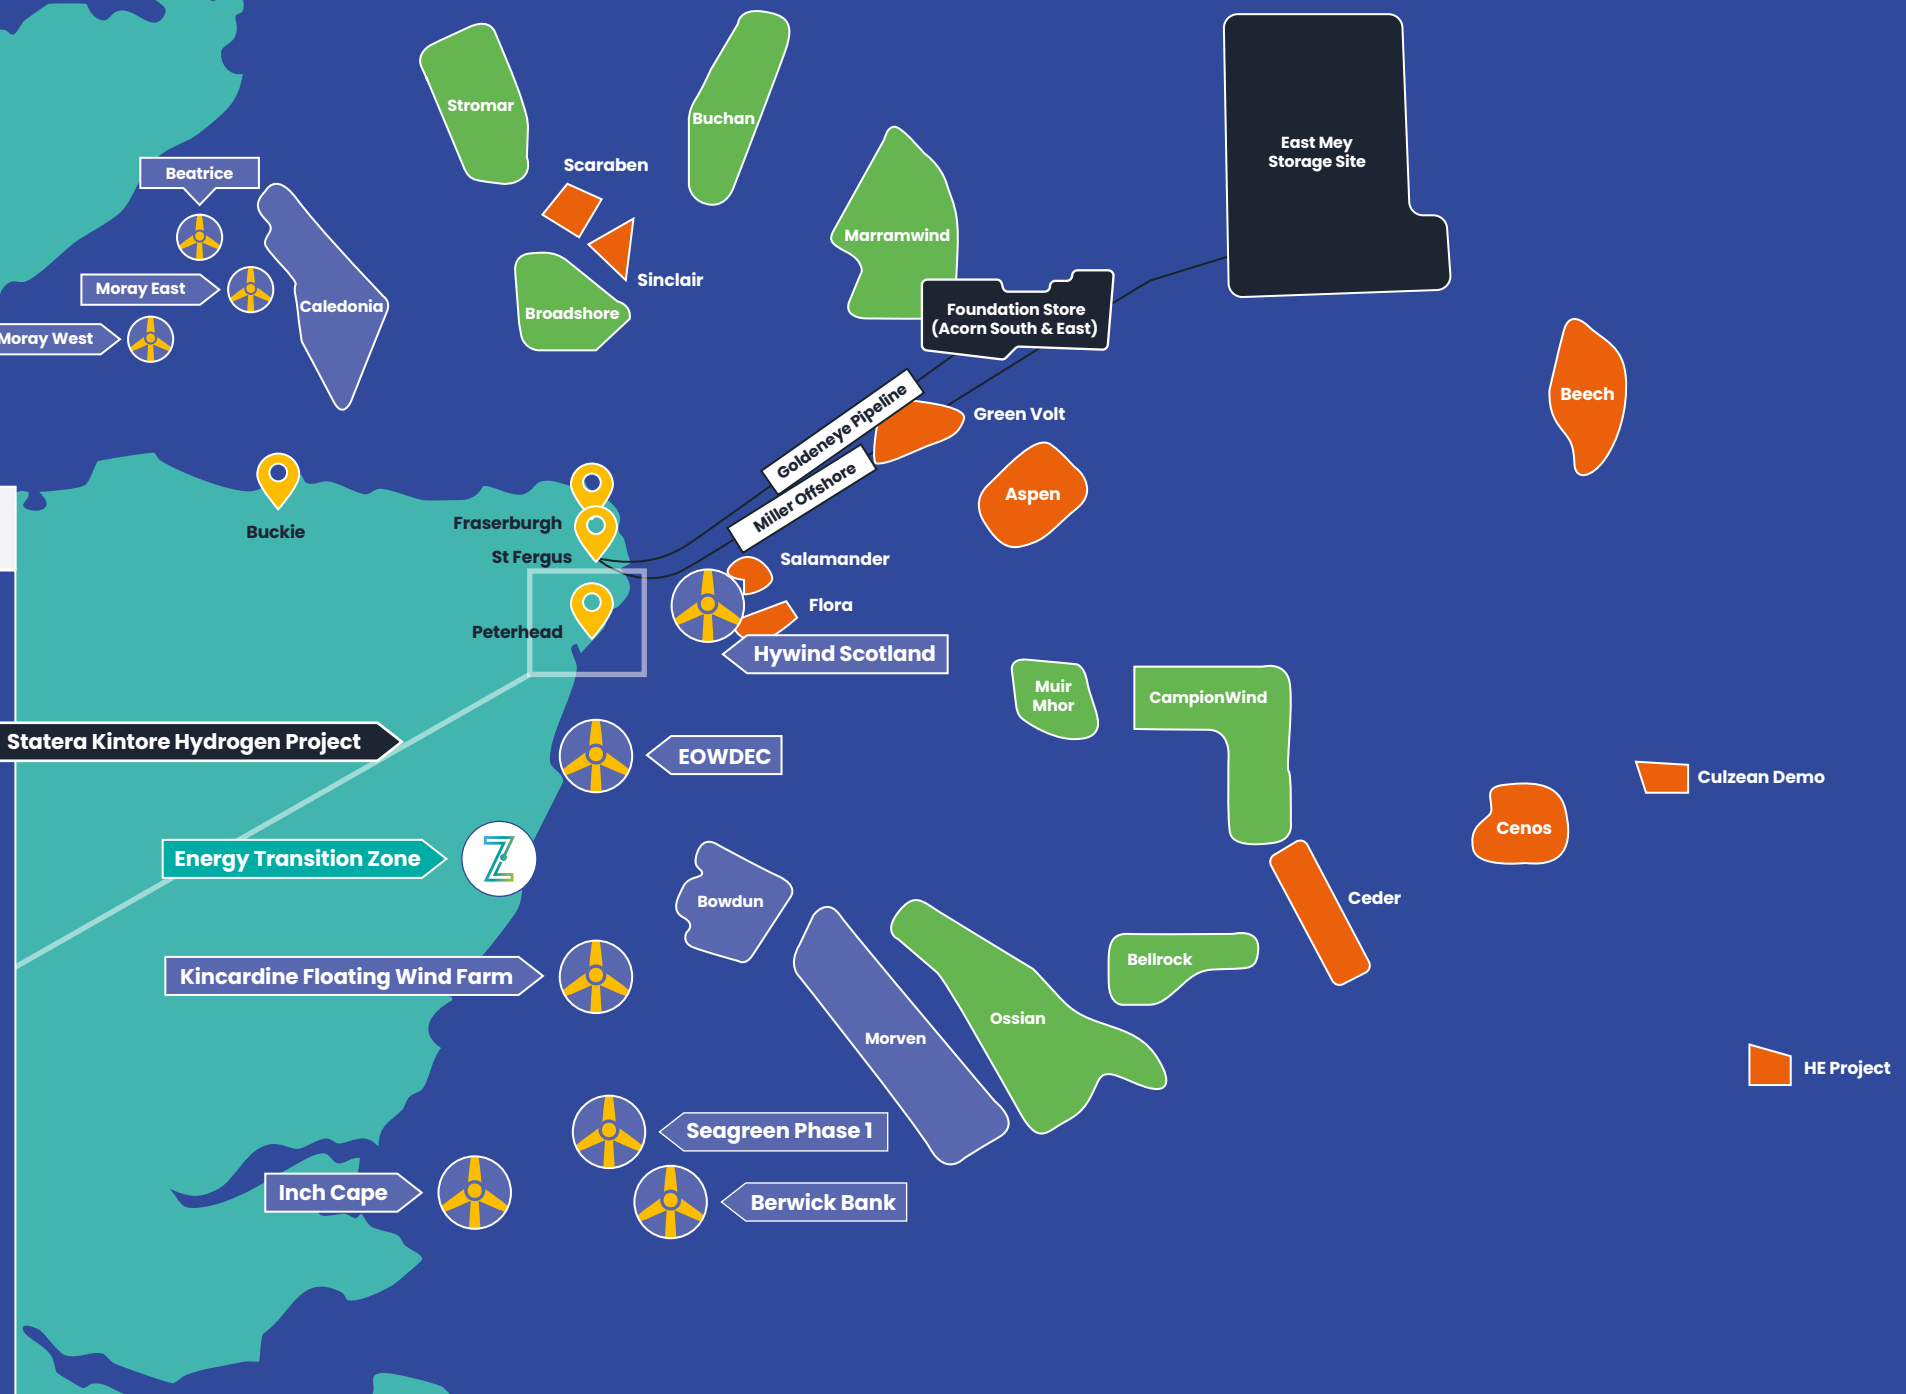 Stromar
Buchan
East Mey
Storage Site
Scaraben
Beatrice
Marramwind
Sinclair
Moray East
Caledonia
Broadshore
Foundation Store
(Acorn South & East)
Moray West
Goldeneye Pipeline
Beech
Green Volt
Miller Offshore
Aspen
Buckie
Fraserburgh
St Fergus
Salamander
Flora
Peterhead
Hywind Scotland
Muir
Mhor
CampionWind
Statera Kintore Hydrogen Project
EOWDEC
Culzean Demo
Cenos
Energy Transition Zone
Bowdun
Ceder
Bellrock
Kincardine Floating Wind Farm
Ossian
Morven
HE Project
Seagreen Phase 1
Inch Cape
Berwick Bank